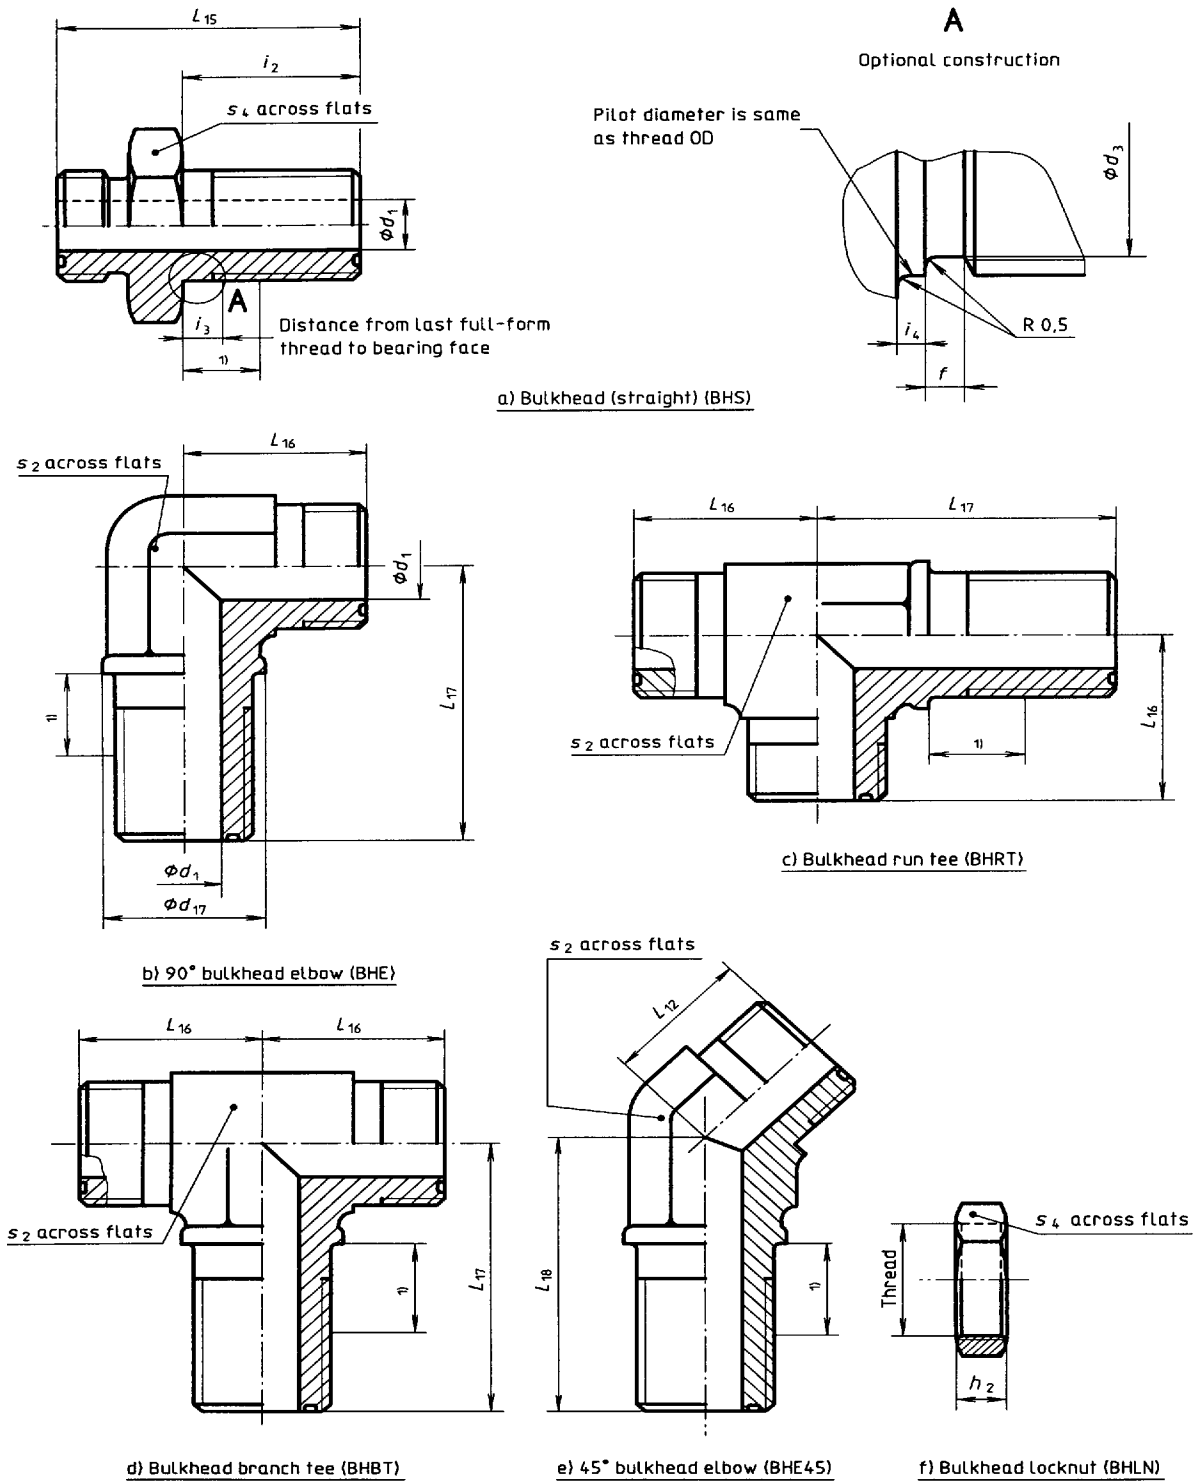 L15
i2
s4 across flats
Φd1
A
i3
1)
Distance from last full-form
thread to bearing face
A
Optional construction
Pilot diameter is same
as thread OD
Φd3
R 0,5
i4
f
a) Bulkhead (straight) (BHS)
L16
s2 across flats
Φd1
1)
L17
Φd1
Φd17
b) 90° bulkhead elbow (BHE)
L16
L17
s2 across flats
1)
L16
c) Bulkhead run tee (BHRT)
L16
L16
s2 across flats
1)
L17
d) Bulkhead branch tee (BHBT)
s2 across flats
L12
L18
1)
e) 45° bulkhead elbow (BHE45)
s4 across flats
Thread
h2
f) Bulkhead locknut (BHLN)